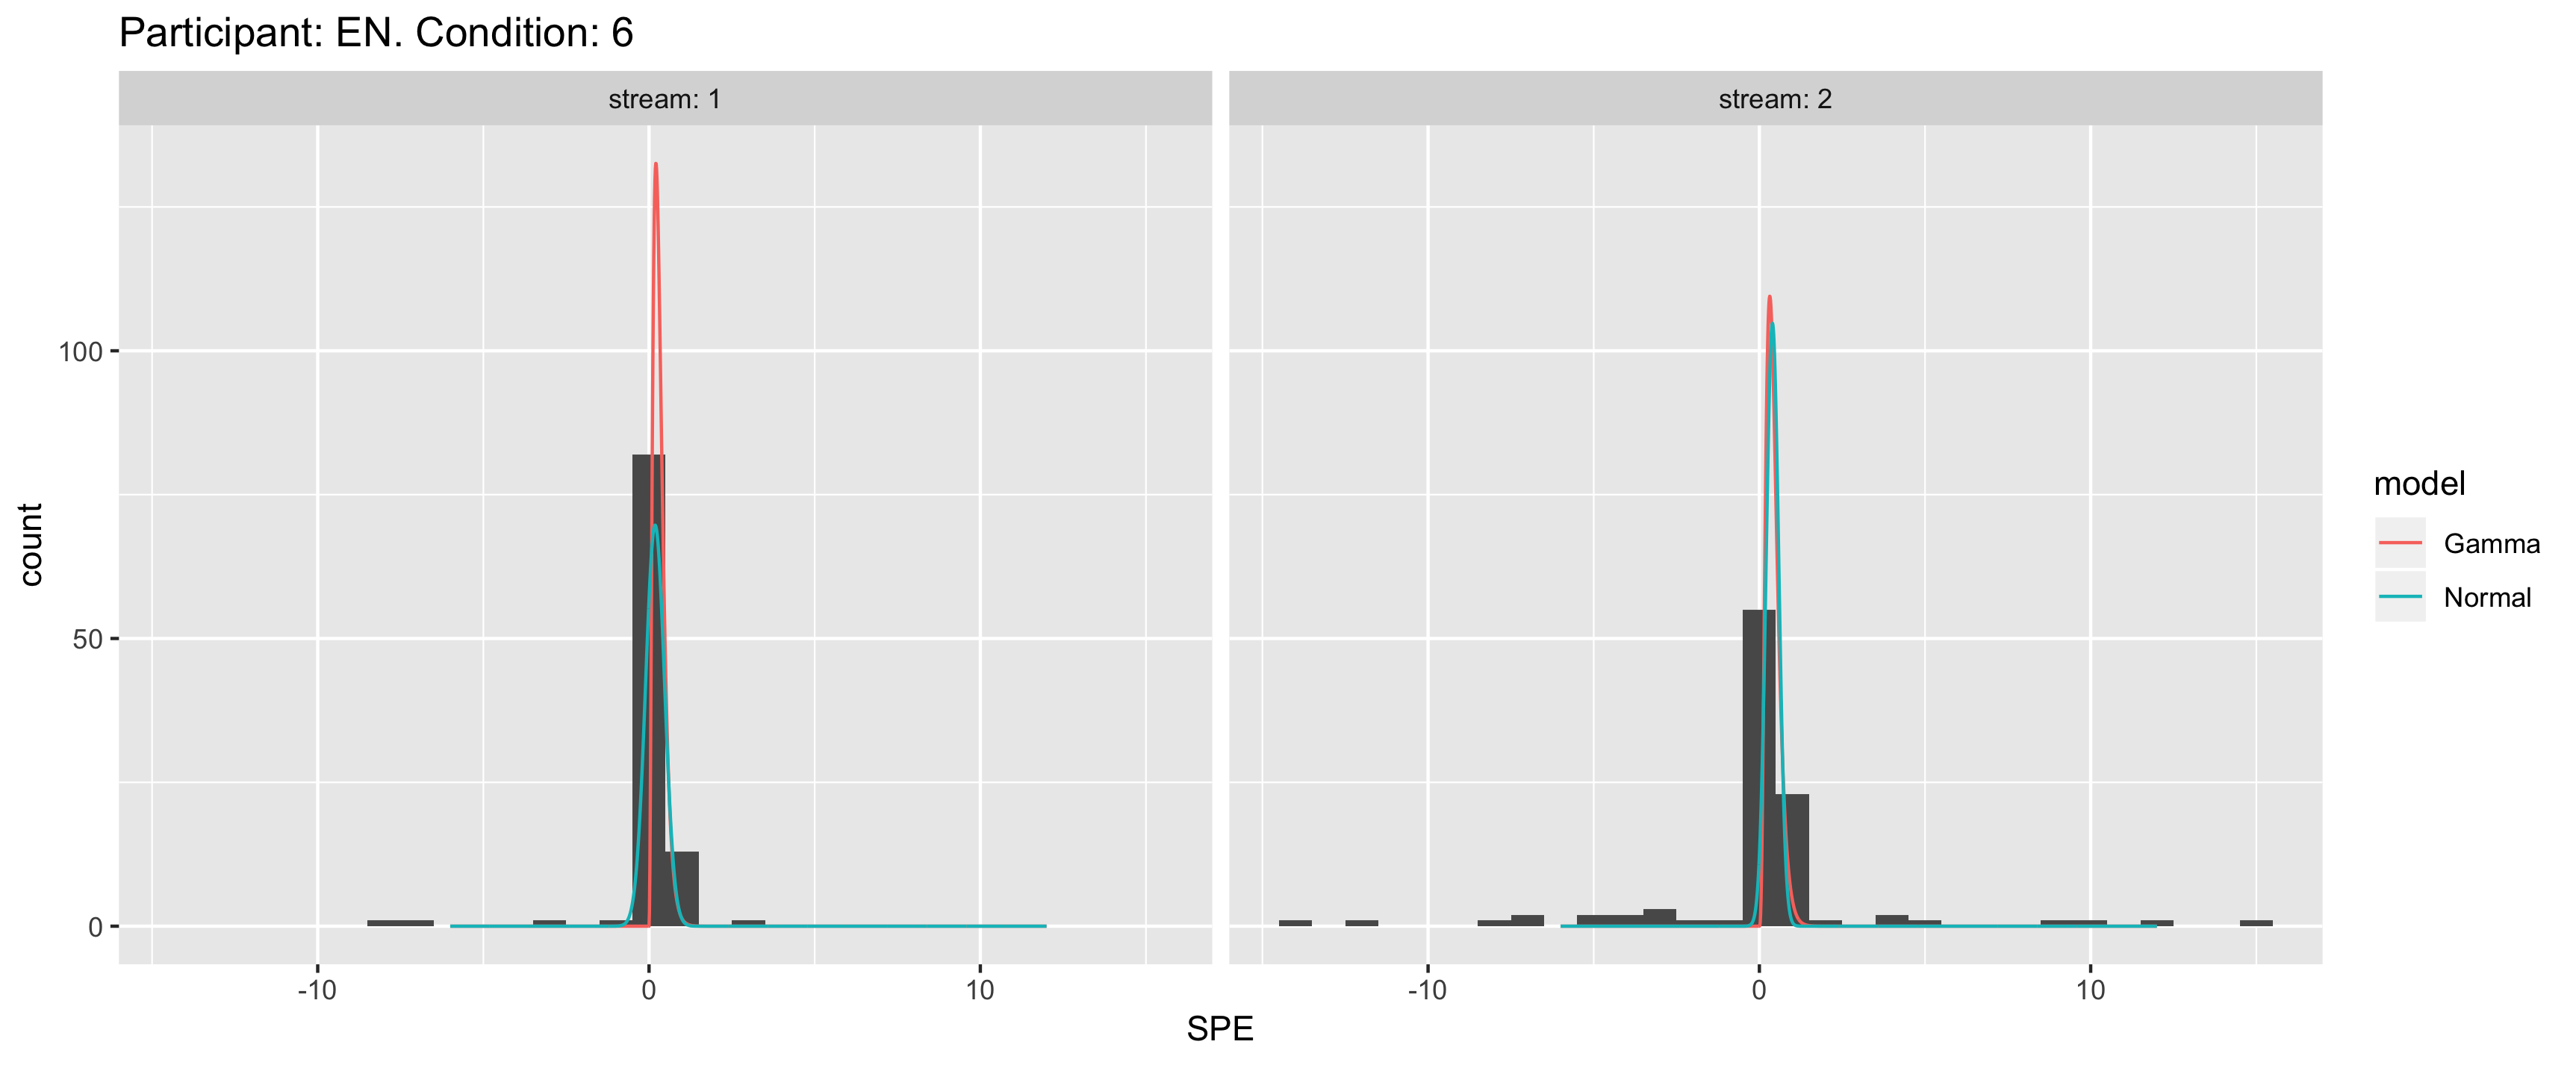 Participant: EN. Condition: 6
stream: 1
stream: 2
count
100
50
0
-10
0
10
-10
0
10
SPE
model
Gamma
Normal